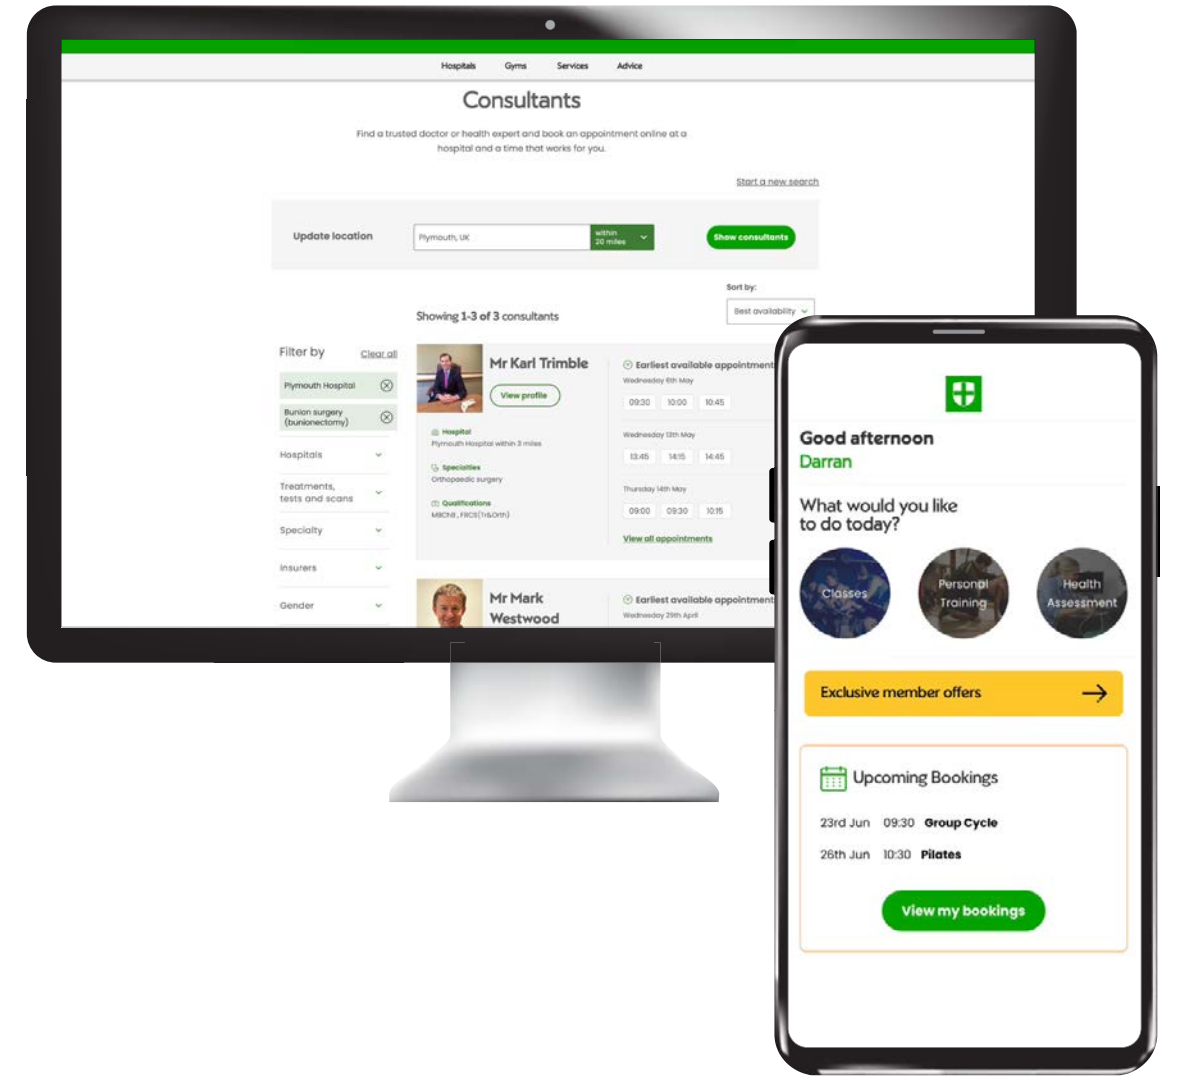 Hospitals Gyms Services Advice
Consultants
Find a trusted doctor or health expert and book an appointment online at a
hospital and a time that works for you.
Start a new search
Update location
Plymouth, UK
within
20 miles
Show consultants
Sort by:
Best availability
Showing 1-3 of 3 consultants
Filter by
Clear all
Plymouth Hospital
Bunion surgery
(bunionectomy)
Hospitals
Treatments,
tests and scans
Specialty
Insurers
Gender
Mr Karl Trimble
View profile
Hospital
Plymouth Hospital within 3 miles
Specialties
Orthopaedic surgery
Qualifications
MBChB, FRCS(Tr&Orth)
Earliest available appointment
Wednesday 6th May
09:30 10:00 10:45
Wednesday 13th May
13:45 14:15 14:45
Thursday 14th May
09:00 09:30 10:15
View all appointments
Mr Mark
Westwood
Earliest available appointment
Wednesday 29th April
Good afternoon
Darran
What would you like
to do today?
Classes
Personal
Training
Health
Assessment
Exclusive member offers
Upcoming Bookings
23rd Jun 09:30 Group Cycle
26th Jun 10:30 Pilates
View my bookings